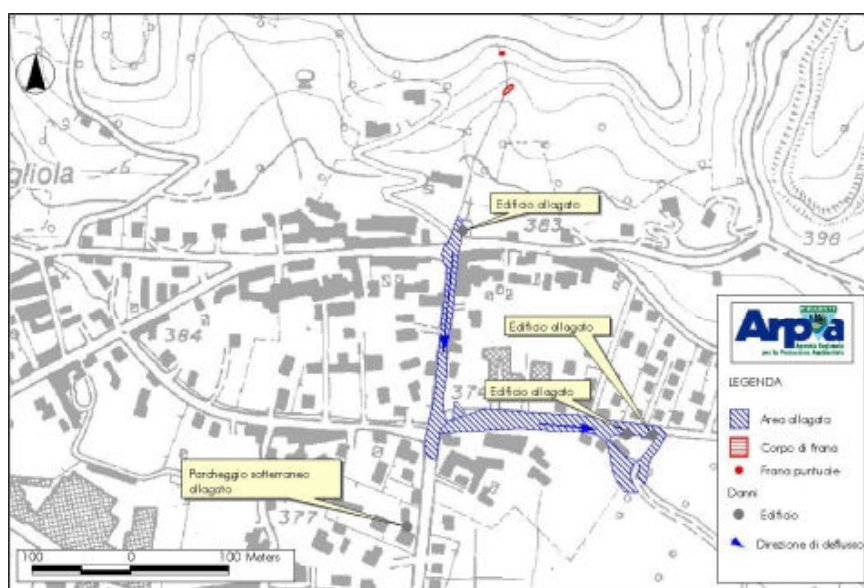 Edificio allagato
383
gliola
398
384
Edificio allagato
Edificio allagato
Parcheggio sotterraneo
allagato
377
100 0 100 Meters
PIEMONTE
Arpa
LEGENDA
Area allagata
Corpo di frana
Frana puntuale
Danni
Edificio
Direzione di deflusso